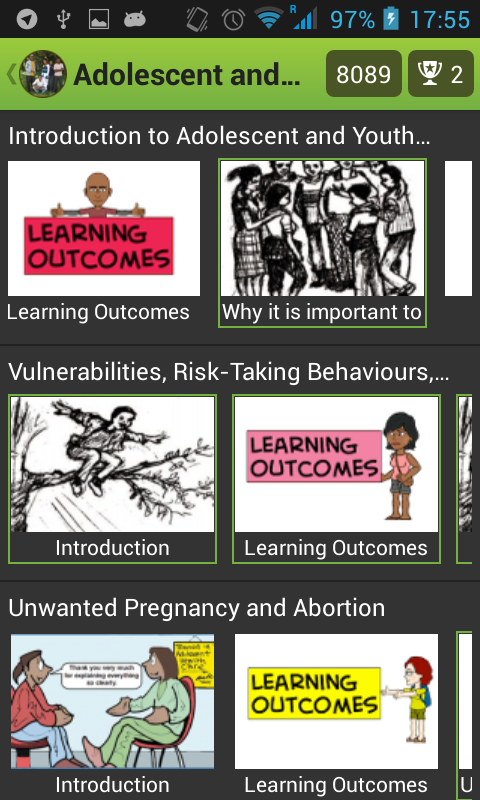 R 97% 17:55
Adolescent and... 8089 2
Introduction to Adolescent and Youth...
LEARNING
OUTCOMES
Learning Outcomes
Why it is important to
Vulnerabilities, Risk-Taking Behaviours,...
LEARNING
OUTCOMES
Introduction
Learning Outcomes
Unwanted Pregnancy and Abortion
Thank you very much
for explaining everything
so clearly.
LEARNING
OUTCOMES
Introduction
Learning Outcomes
U